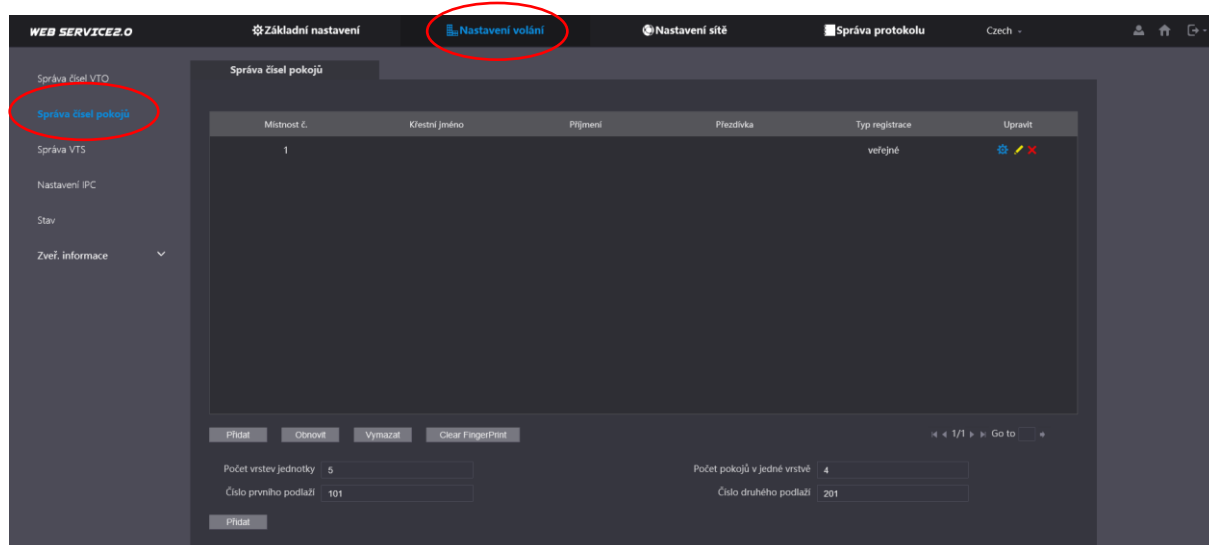 WEB SERVICE2.0 Základní nastavení Nastavení volání Nastavení sítě Správa protokolu Czech
Správa čísel VTO
Správa čísel pokojů
Správa VTS
Nastavení IPC
Stav
Zveř. informace
Správa čísel pokojů
Místnost č. Křestní jméno Příjmení Přezdívka Typ registrace Upravit
1 veřejné
Přidat Obnovit Vymazat Clear FingerPrint 1/1 Go to
Počet vrstev jednotky 5 Počet pokojů v jedné vrstvě 4
Číslo prvního podlaží 101 Číslo druhého podlaží 201
Přidat